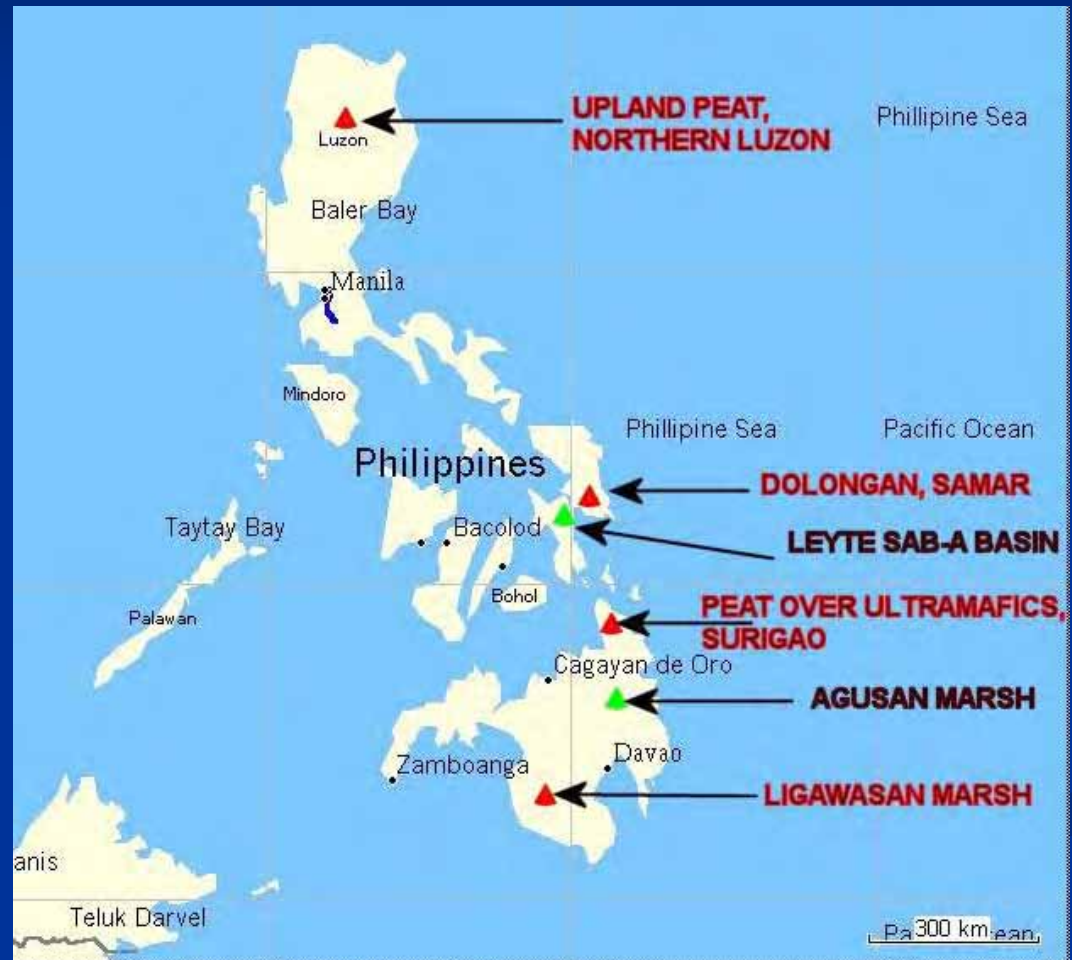 UPLAND PEAT,
NORTHERN LUZON
Phillipine Sea
Luzon
Baler Bay
Manila
Mindoro
Phillipine Sea
Pacific Ocean
Philippines
DOLONGAN, SAMAR
Taytay Bay
Bacolod
LEYTE SAB-A BASIN
Bohol
PEAT OVER ULTRAMAFICS,
SURIGAO
Palawan
Cagayan de Oro
AGUSAN MARSH
Davao
Zamboanga
LIGAWASAN MARSH
anis
Teluk Darvel
Pa
300 km
ean